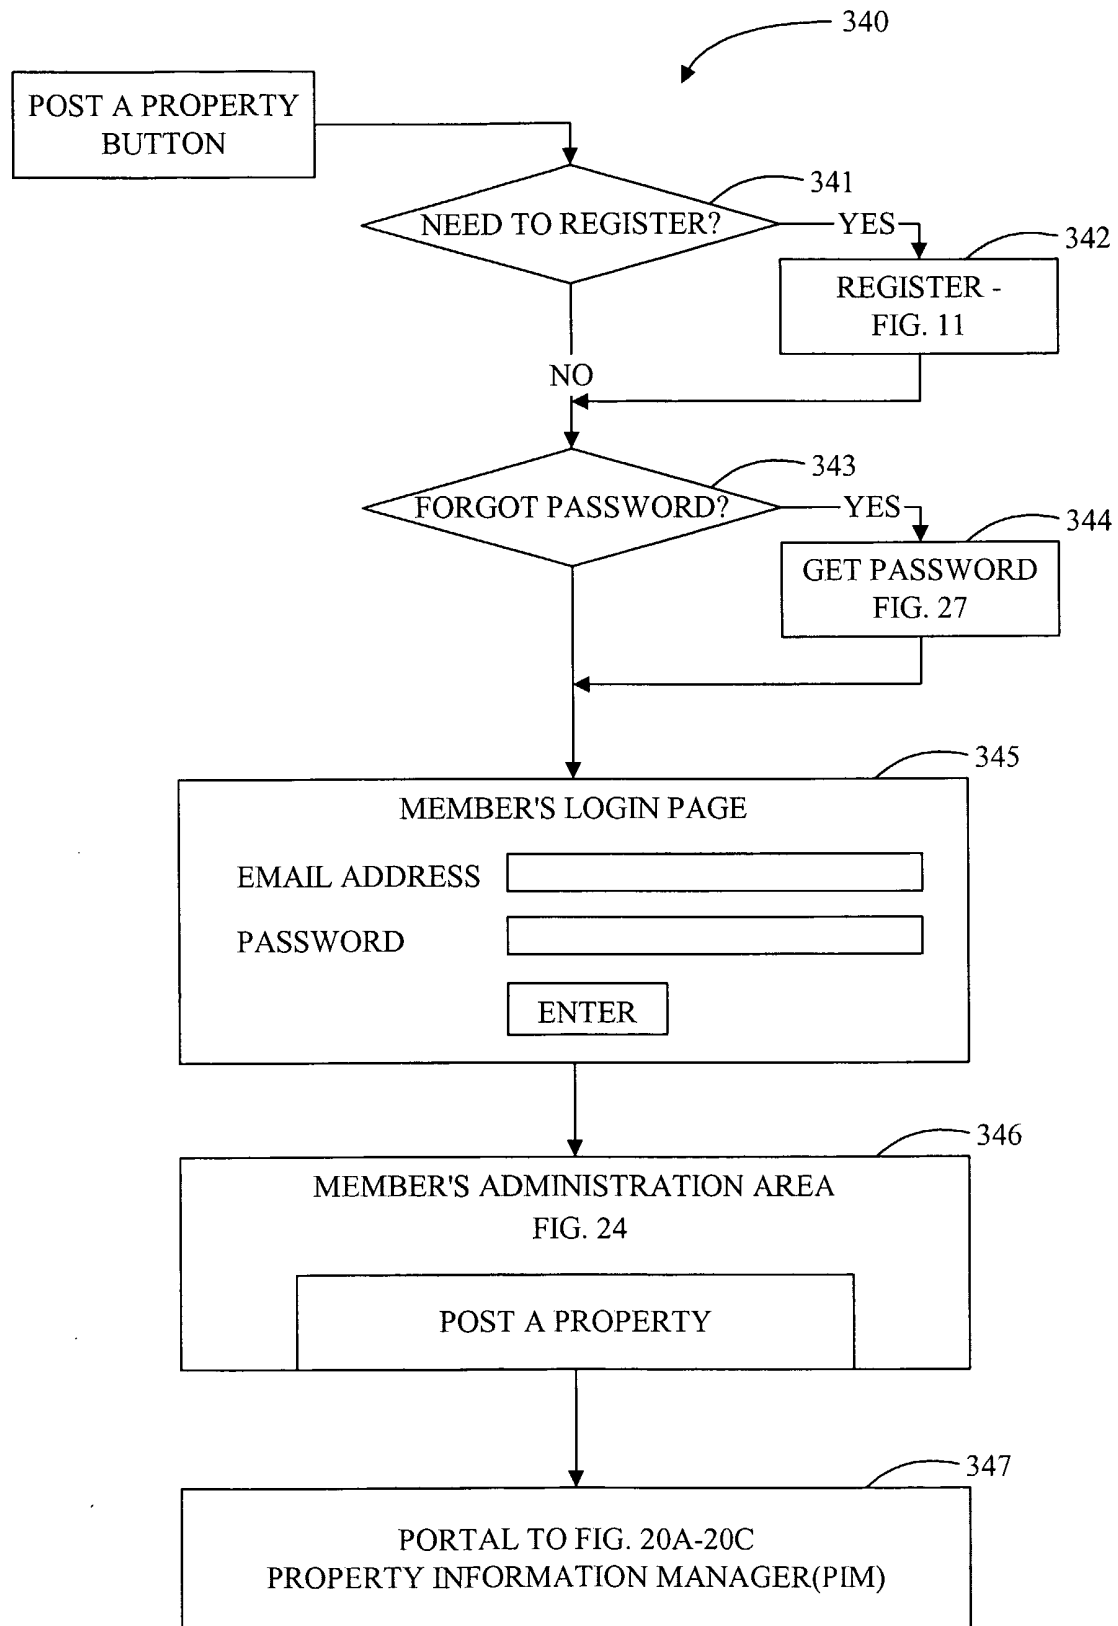 340
POST A PROPERTY
BUTTON
341
NEED TO REGISTER?
YES
342
REGISTER -
FIG. 11
NO
343
FORGOT PASSWORD?
YES
344
GET PASSWORD
FIG. 27
345
MEMBER'S LOGIN PAGE
EMAIL ADDRESS
PASSWORD
ENTER
346
MEMBER'S ADMINISTRATION AREA
FIG. 24
POST A PROPERTY
347
PORTAL TO FIG. 20A-20C
PROPERTY INFORMATION MANAGER(PIM)